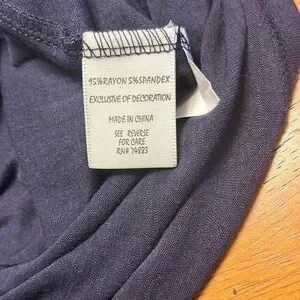 95%RAYON 5%SPANDEX
EXCLUSIVE OF DECORATION
MADE IN CHINA
SEE REVERSE
FOR CARE
RN# 74883